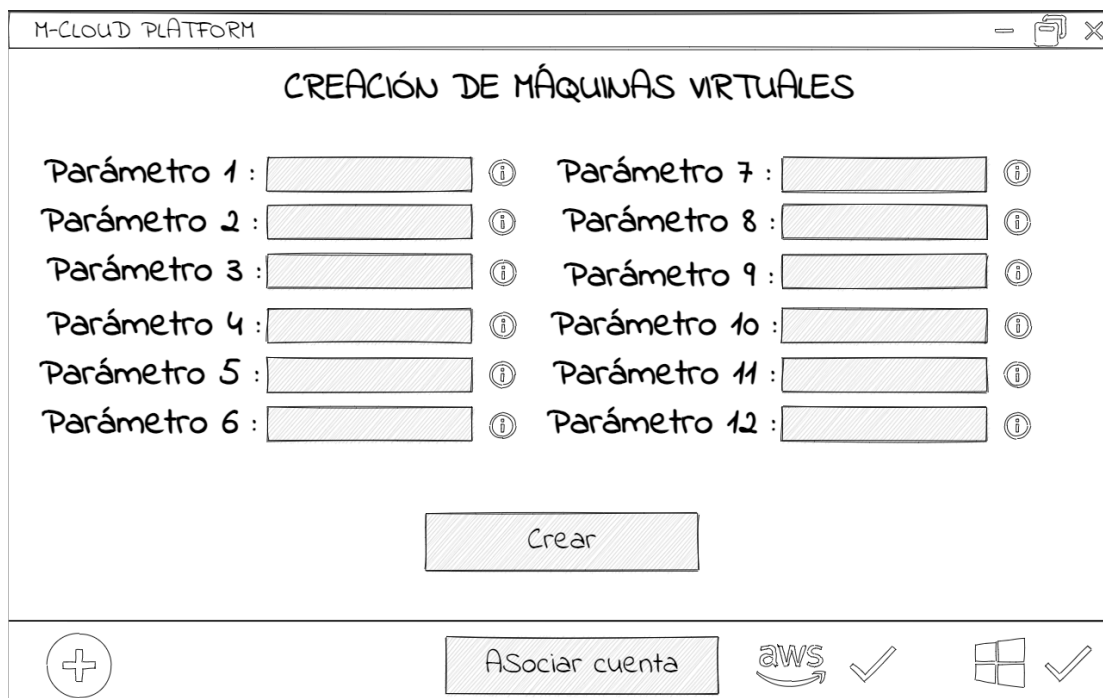 M-CLOUD PLATFORM
CREACIÓN DE MÁQUINAS VIRTUALES
Parámetro 1 :
Parámetro 2 :
Parámetro 3 :
Parámetro 4 :
Parámetro 5 :
Parámetro 6 :
Parámetro 7 :
Parámetro 8 :
Parámetro 9 :
Parámetro 10 :
Parámetro 11 :
Parámetro 12 :
Crear
ASociar cuenta
aws